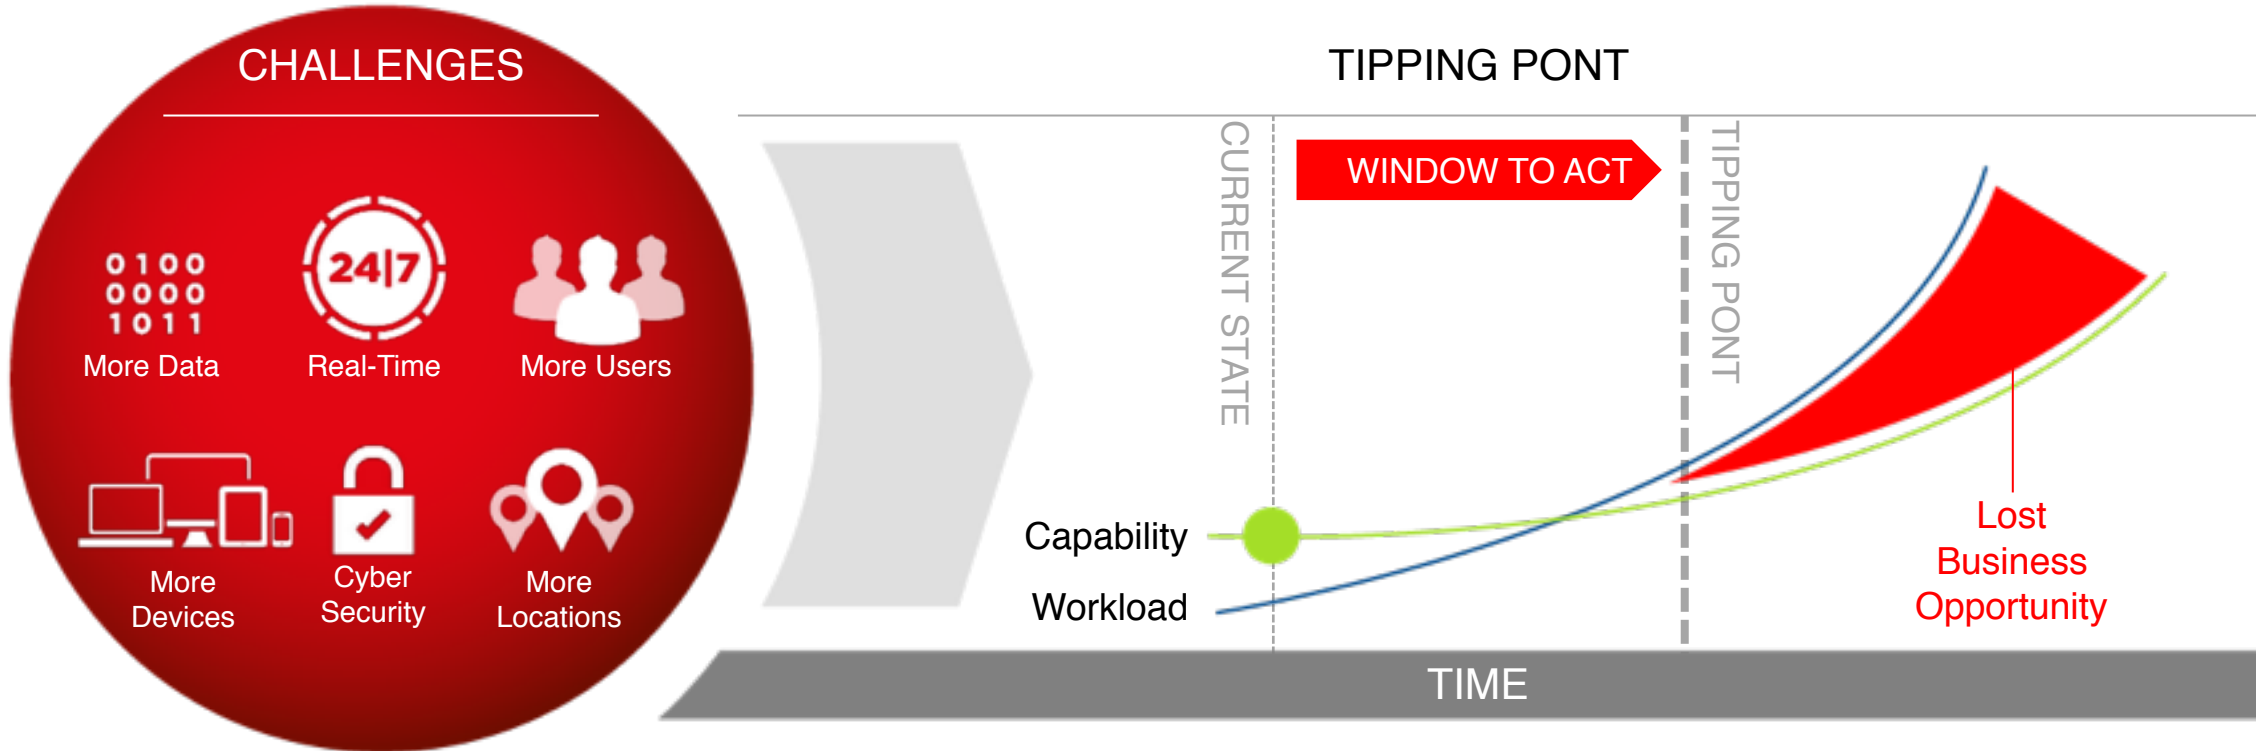 CHALLENGES
0100
0000
1011
More Data
24|7
Real-Time
More Users
More
Devices
Cyber
Security
More
Locations
TIPPING PONT
CURRENT STATE
WINDOW TO ACT
TIPPING PONT
Capability
Workload
Lost
Business
Opportunity
TIME